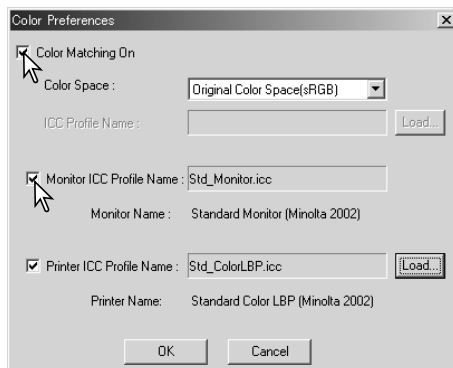 Color Preferences
Color Matching On
Color Space :
Original Color Space(sRGB)
ICC Profile Name :
Load...
Monitor ICC Profile Name :
Std_Monitor.icc
Monitor Name :
Standard Monitor (Minolta 2002)
Printer ICC Profile Name :
Std_ColorLBP.icc
Load...
Printer Name:
Standard Color LBP (Minolta 2002)
OK
Cancel